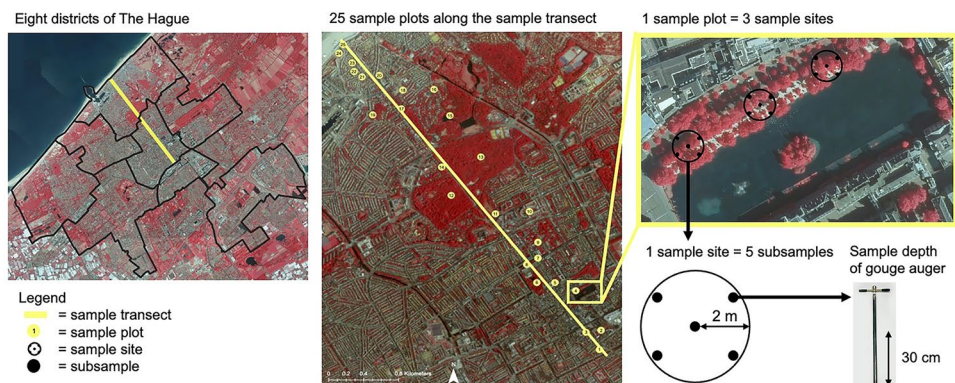 Eight districts of The Hague
25 sample plots along the sample transect
1 sample plot = 3 sample sites
1 sample site = 5 subsamples
Sample depth
of gouge auger
2 m
30 cm
Legend
= sample transect
1 = sample plot
= sample site
= subsample
N
0 0.2 0.4 0.8 Kilometers